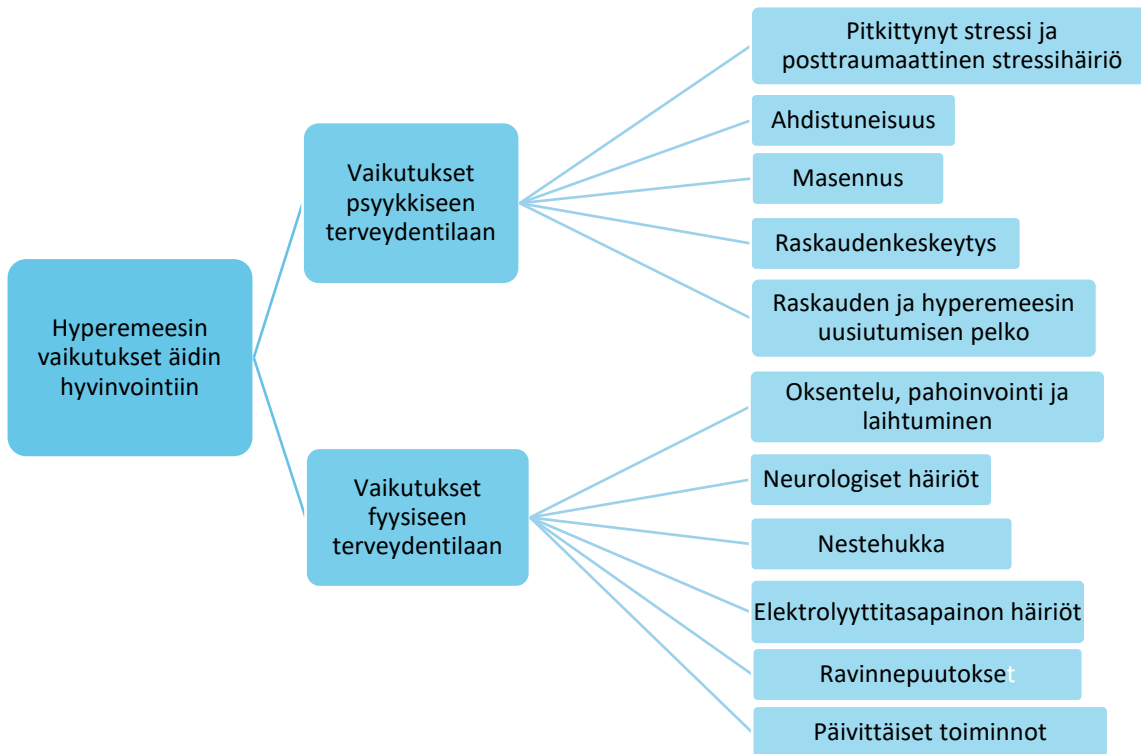 Hyperemeesin
vaikutukset äidin
hyvinvointiin
Vaikutukset
psyykkiseen
terveydentilaan
Pitkittynyt stressi ja
posttraumaattinen stressihäiriö
Ahdistuneisuus
Masennus
Raskaudenkeskeytys
Raskauden ja hyperemeesin
uusiutumisen pelko
Vaikutukset
fyysiseen
terveydentilaan
Oksentelu, pahoinvointi ja
laihtuminen
Neurologiset häiriöt
Nestehukka
Elektrolyyttitasapainon häiriöt
Ravinnepuutokset
Päivittäiset toiminnot